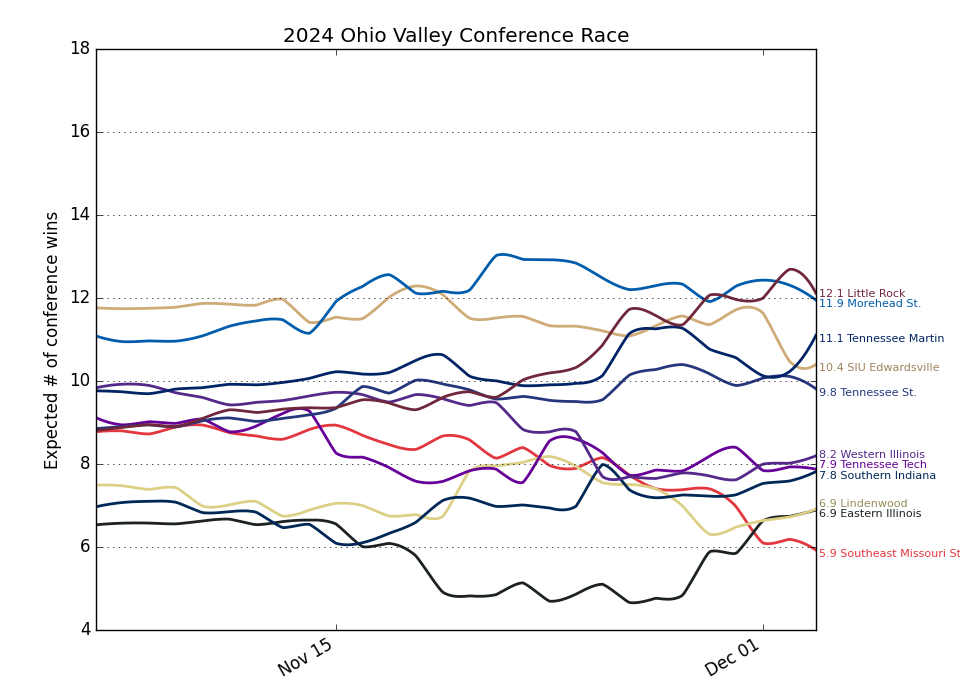 2024 Ohio Valley Conference Race
Expected # of conference wins
18
16
14
12
10
8
6
4
Nov 15
Dec 01
12.1 Little Rock
11.9 Morehead St.
11.1 Tennessee Martin
10.4 SIU Edwardsville
9.8 Tennessee St.
8.2 Western Illinois
7.9 Tennessee Tech
7.8 Southern Indiana
6.9 Lindenwood
6.9 Eastern Illinois
5.9 Southeast Missouri St